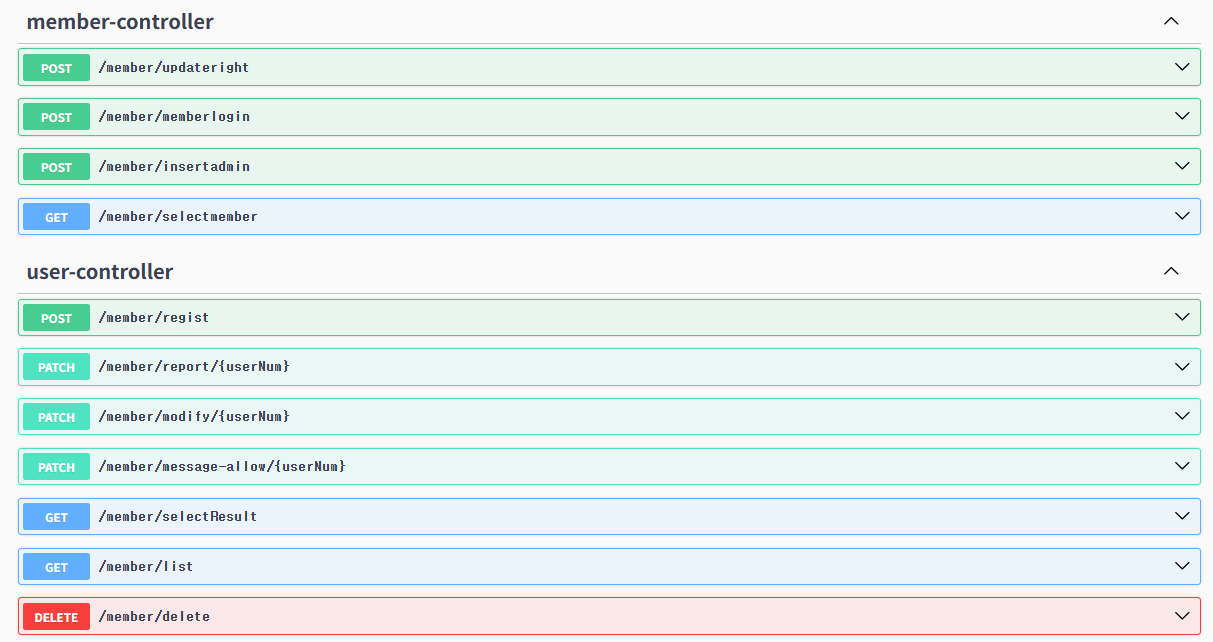 member-controller
POST /member/updateright
POST /member/memberlogin
POST /member/insertadmin
GET /member/selectmember
user-controller
POST /member/regist
PATCH /member/report/{userNum}
PATCH /member/modify/{userNum}
PATCH /member/message-allow/{userNum}
GET /member/selectResult
GET /member/list
DELETE /member/delete